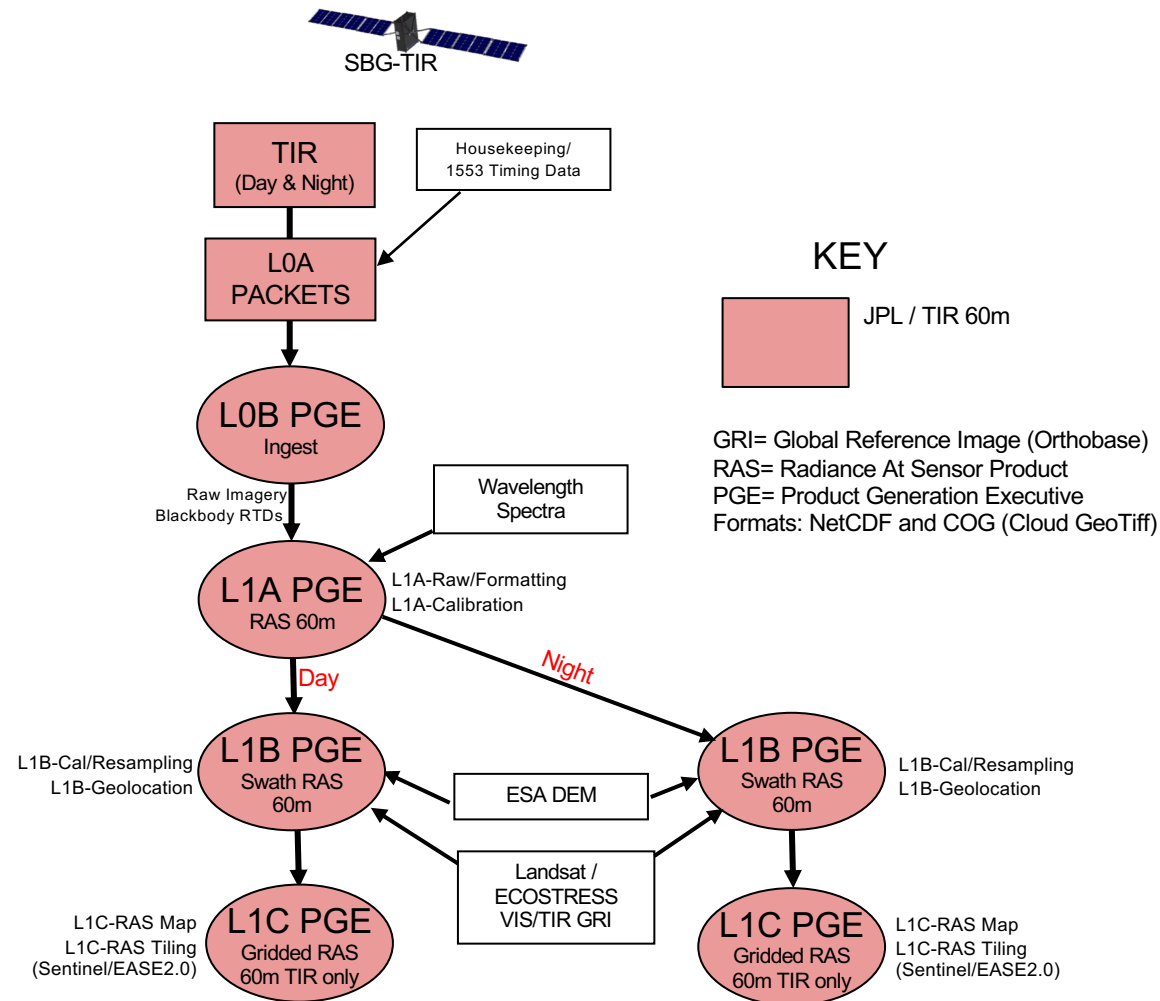 SBG-TIR
TIR
(Day & Night)
Housekeeping/
1553 Timing Data
L0A
PACKETS
KEY
JPL / TIR 60m
L0B PGE
Ingest
GRI= Global Reference Image (Orthobase)
RAS= Radiance At Sensor Product
PGE= Product Generation Executive
Formats: NetCDF and COG (Cloud GeoTiff)
Raw Imagery
Blackbody RTDs
Wavelength
Spectra
L1A PGE
RAS 60m
L1A-Raw/Formatting
L1A-Calibration
Day
Night
L1B-Cal/Resampling
L1B-Geolocation
L1B PGE
Swath RAS
60m
ESA DEM
L1B PGE
Swath RAS
60m
L1B-Cal/Resampling
L1B-Geolocation
Landsat /
ECOSTRESS
VIS/TIR GRI
L1C-RAS Map
L1C-RAS Tiling
(Sentinel/EASE2.0)
L1C PGE
Gridded RAS
60m TIR only
L1C PGE
Gridded RAS
60m TIR only
L1C-RAS Map
L1C-RAS Tiling
(Sentinel/EASE2.0)